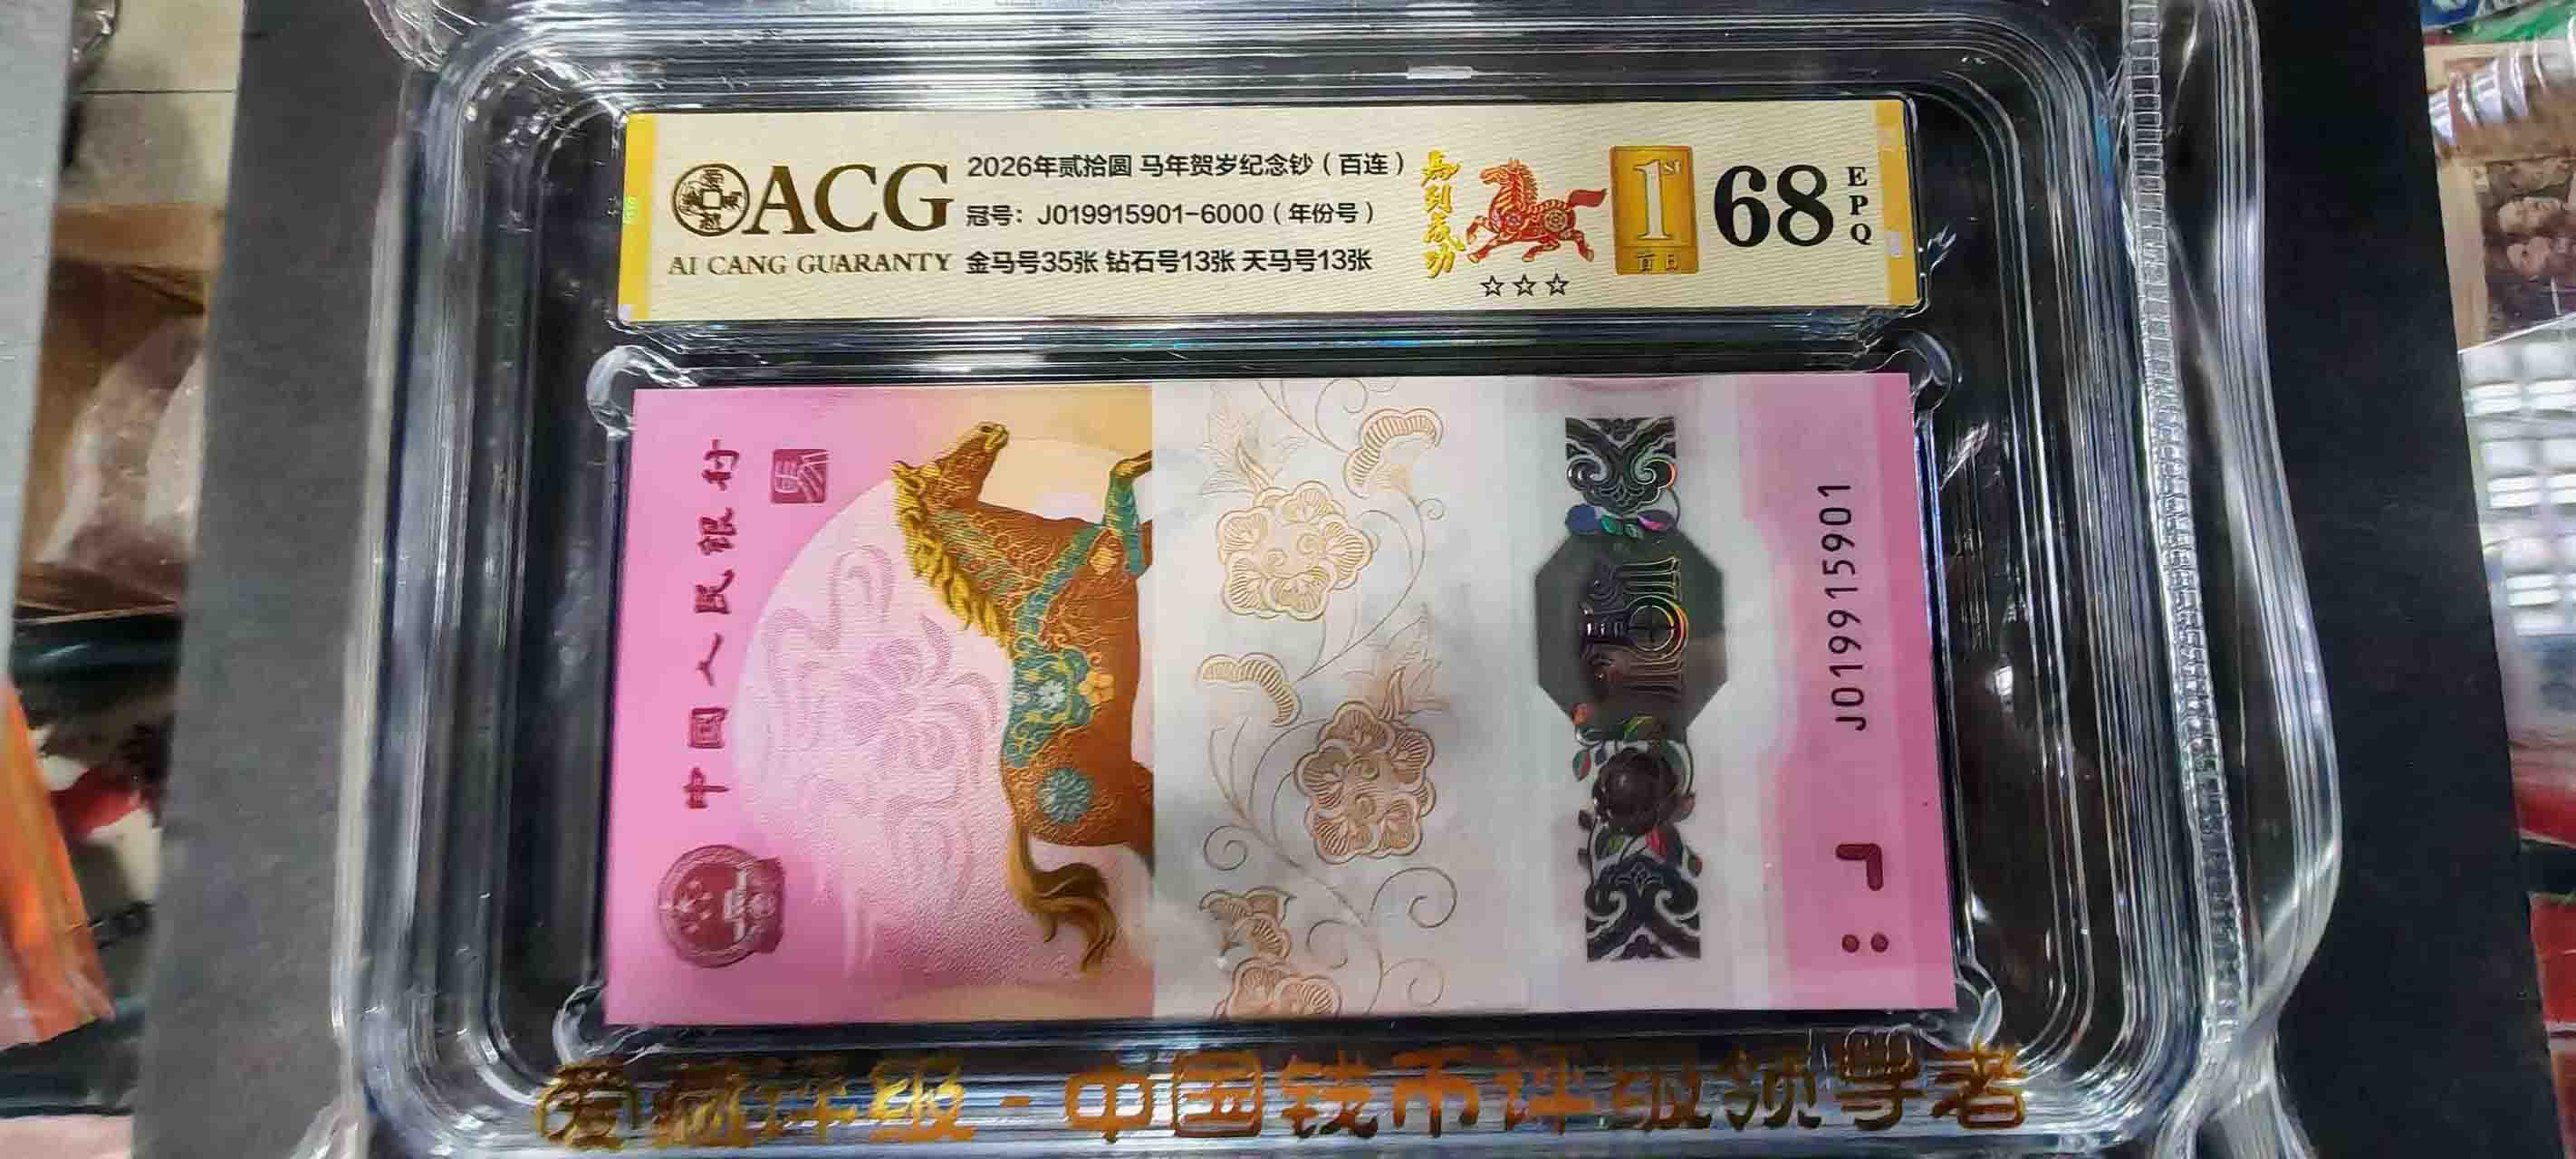 ACG
AI CANG GUARANTY
2026年贰拾圆 马年贺岁纪念钞（百连）
冠号：J019915901-6000（年份号）
金马号35张 钻石号13张 天马号13张
马到成功
☆☆☆
1ST
首日
68
EPQ
中国人民银行
J019915901
爱藏评级-中国钱币评级领导者